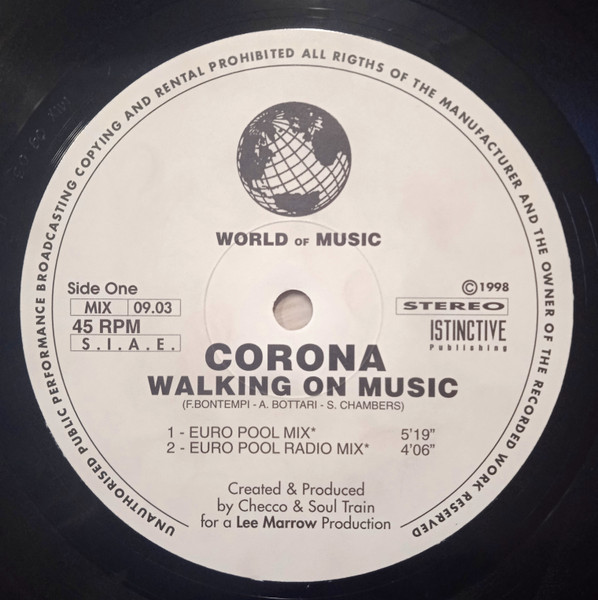 UNAUTHORISED PUBLIC PERFORMANCE BROADCASTING COPYING AND RENTAL PROHIBITED ALL RIGTHS OF THE MANUFACTURER AND THE OWNER OF THE RECORDED WORK RESERVED
WORLD OF MUSIC
Side One
MIX 09.03
45 RPM
S.I.A.E.
©1998
STEREO
ISTINCTIVE
Publishing
CORONA
WALKING ON MUSIC
(F.BONTEMPI - A. BOTTARI - S. CHAMBERS)
1 - EURO POOL MIX* 5'19"
2 - EURO POOL RADIO MIX* 4'06"
Created & Produced
by Checco & Soul Train
for a Lee Marrow Production